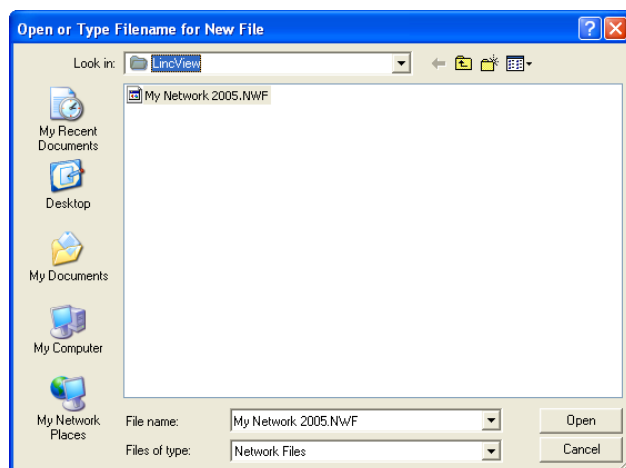 Open or Type Filename for New File
Look in: LincView
My Network 2005.NWF
My Recent
Documents
Desktop
My Documents
My Computer
My Network
Places
File name: My Network 2005.NWF Open
Files of type: Network Files Cancel